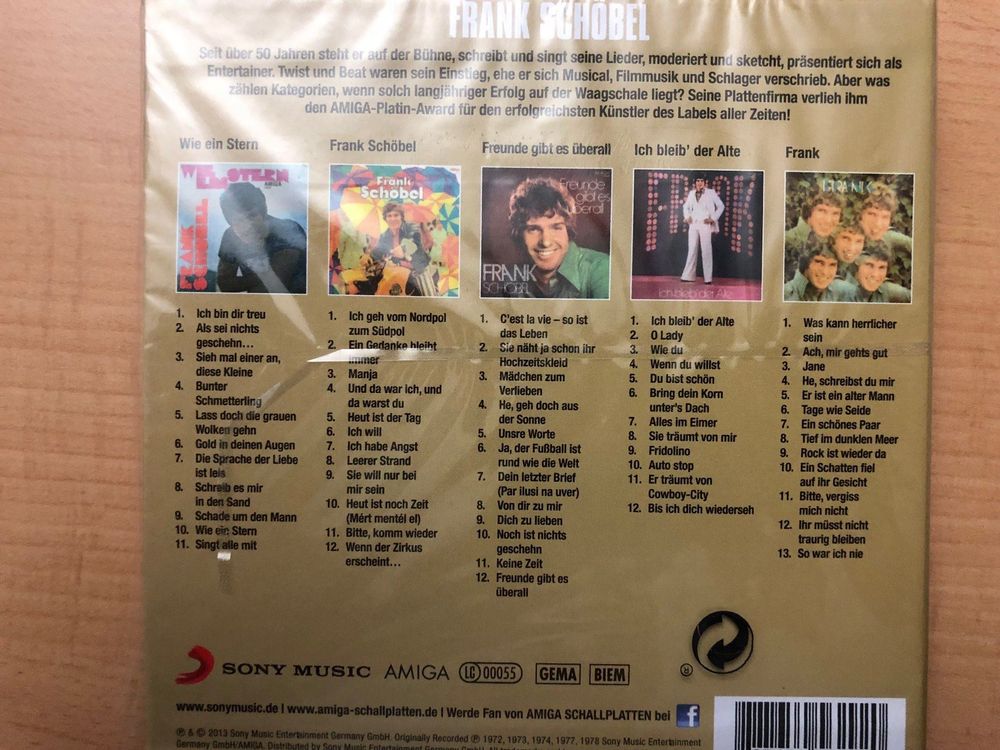 FRANK SCHÖBEL
Seit über 50 Jahren steht er auf der Bühne, schreibt und singt seine Lieder, moderiert und sketcht, präsentiert sich als
Entertainer. Twist und Beat waren sein Einstieg, ehe er sich Musical, Filmmusik und Schlager verschrieb. Aber was
zählen Kategorien, wenn solch langjähriger Erfolg auf der Waagschale liegt? Seine Plattenfirma verlieh ihm
den AMIGA-Platin-Award für den erfolgreichsten Künstler des Labels aller Zeiten!
Wie ein Stern
FRANK SCHÖBEL
AMIGA
1. Ich bin dir treu
2. Als sei nichts
geschehn…
3. Sieh mal einer an,
diese Kleine
4. Bunter
Schmetterling
5. Lass doch die grauen
Wolken gehn
6. Gold in deinen Augen
7. Die Sprache der Liebe
ist leis
8. Schreib es mir
in den Sand
9. Schade um den Mann
10. Wie ein Stern
11. Singt alle mit
Frank Schöbel
Frank
Schöbel
1. Ich geh vom Nordpol
zum Südpol
2. Ein Gedanke bleibt
immer
3. Manja
4. Und da war ich, und
da warst du
5. Heut ist der Tag
6. Ich will
7. Ich habe Angst
8. Leerer Strand
9. Sie will nur bei
mir sein
10. Heut ist noch Zeit
(Mért mentél el)
11. Bitte, komm wieder
12. Wenn der Zirkus
erscheint…
Freunde gibt es überall
Freunde
gibt es
überall
FRANK
SCHÖBEL
1. C'est la vie – so ist
das Leben
2. Sie näht ja schon ihr
Hochzeitskleid
3. Mädchen zum
Verlieben
4. He, geh doch aus
der Sonne
5. Unsre Worte
6. Ja, der Fußball ist
rund wie die Welt
7. Dein letzter Brief
(Par ilusi na uver)
8. Von dir zu mir
9. Dich zu lieben
10. Noch ist nichts
geschehn
11. Keine Zeit
12. Freunde gibt es
überall
Ich bleib' der Alte
FRANK
ich bleib' der Alte
1. Ich bleib' der Alte
2. O Lady
3. Wie du
4. Wenn du willst
5. Du bist schön
6. Bring dein Korn
unter's Dach
7. Alles im Eimer
8. Sie träumt von mir
9. Fridolino
10. Auto stop
11. Er träumt von
Cowboy-City
12. Bis ich dich wiederseh
Frank
FRANK
1. Was kann herrlicher
sein
2. Ach, mir gehts gut
3. Jane
4. He, schreibst du mir
5. Er ist ein alter Mann
6. Tage wie Seide
7. Ein schönes Paar
8. Tief im dunklen Meer
9. Rock ist wieder da
10. Ein Schatten fiel
auf ihr Gesicht
11. Bitte, vergiss
mich nicht
12. Ihr müsst nicht
traurig bleiben
13. So war ich nie
SONY MUSIC AMIGA LC 00055 GEMA BIEM ®
www.sonymusic.de I www.amiga-schallplatten.de I Werde Fan von AMIGA SCHALLPLATTEN bei f
℗ & © 2013 Sony Music Entertainment Germany GmbH. Originally Recorded ℗ 1972, 1973, 1974, 1977, 1978 Sony Music Entertainment
Germany GmbH/AMIGA. Distributed by Sony Music Entertainment Germany GmbH.